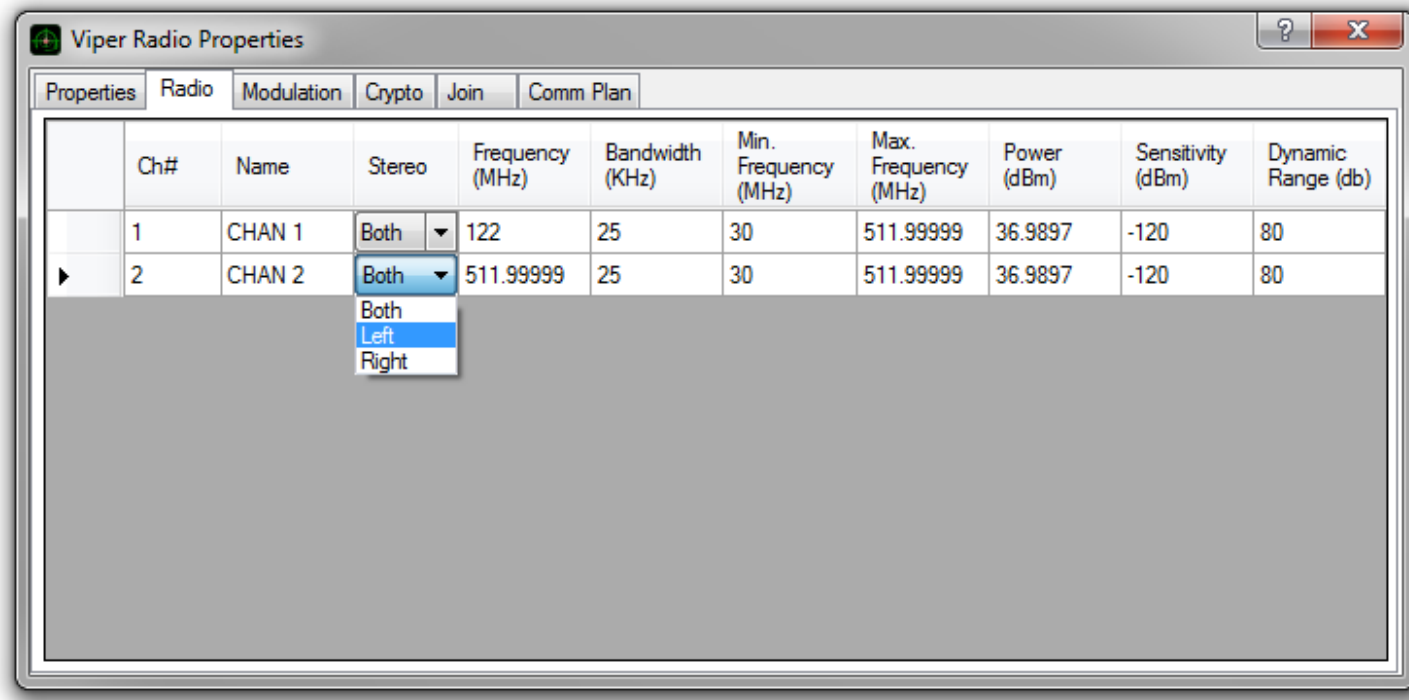 Viper Radio Properties
Properties Radio Modulation Crypto Join Comm Plan
Ch# Name Stereo Frequency (MHz) Bandwidth (KHz) Min. Frequency (MHz) Max. Frequency (MHz) Power (dBm) Sensitivity (dBm) Dynamic Range (db)
1 CHAN 1 Both 122 25 30 511.99999 36.9897 -120 80
2 CHAN 2 Both 511.99999 25 30 511.99999 36.9897 -120 80
Both
Left
Right